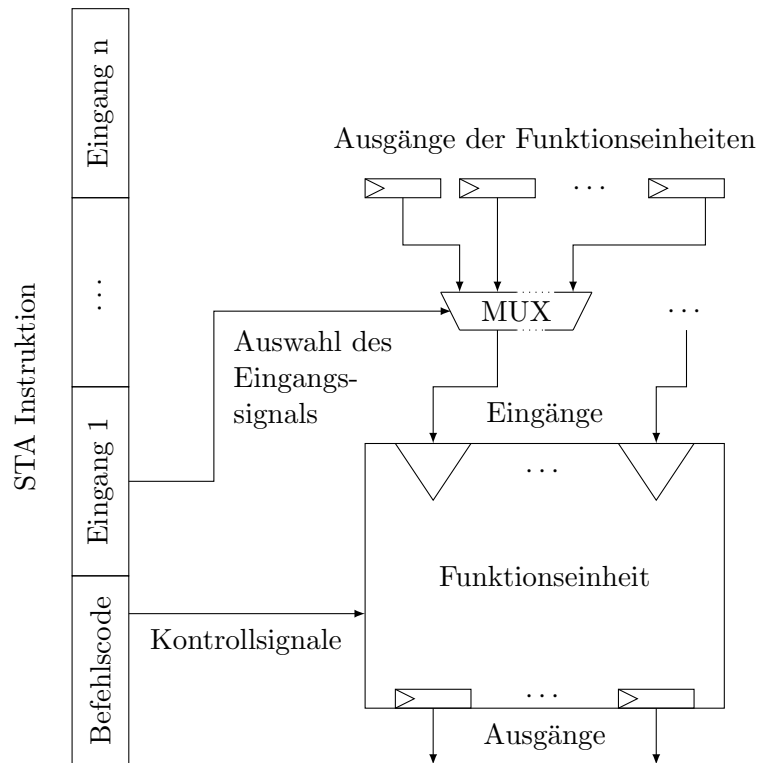 STA Instruktion
Eingang n
...
Eingang 1
Befehlscode
Ausgänge der Funktionseinheiten
...
MUX
...
Auswahl des
Eingangs-
signals
Eingänge
...
Funktionseinheit
Kontrollsignale
...
Ausgänge